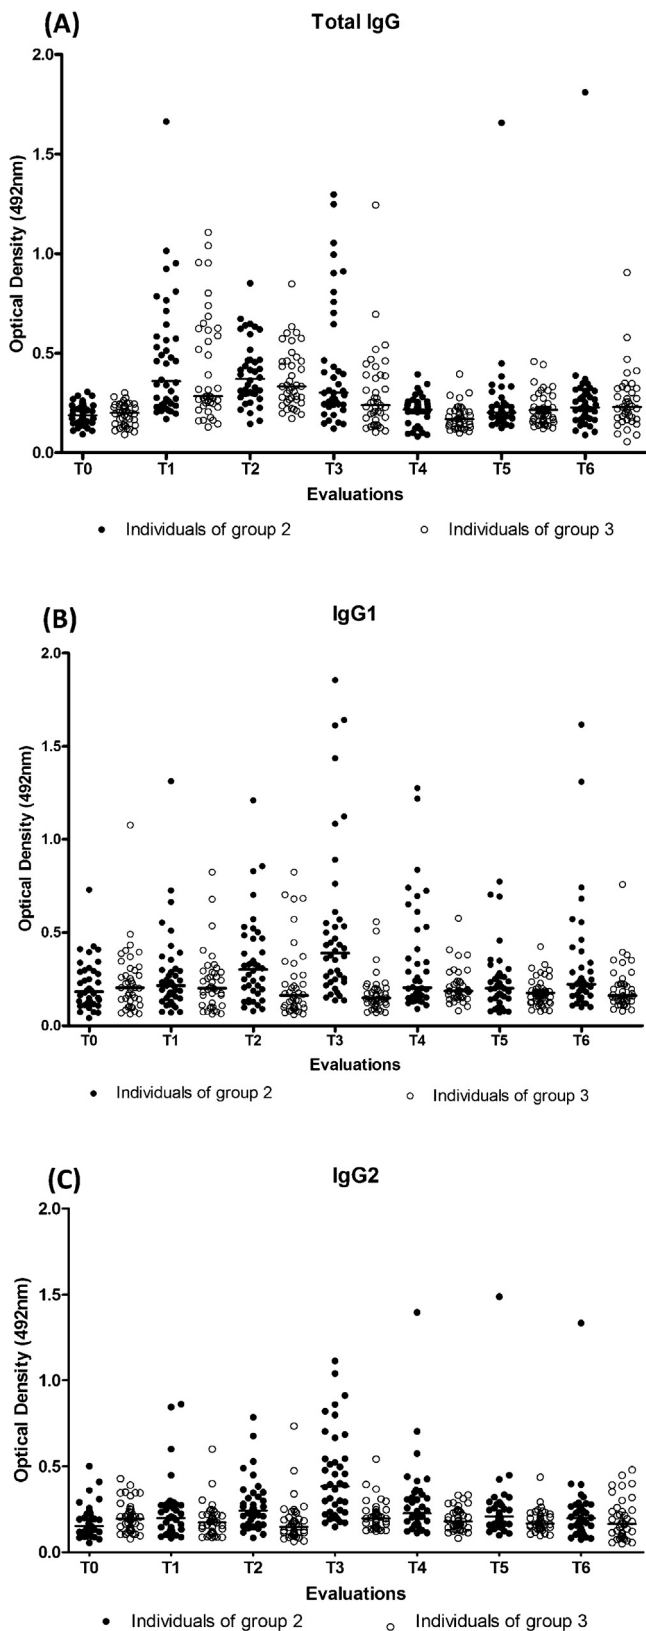 (A)
Total IgG
2.0
1.5
1.0
0.5
0.0
Optical Density (492nm)
T0 T1 T2 T3 T4 T5 T6
Evaluations
Individuals of group 2 Individuals of group 3
(B)
IgG1
2.0
1.5
1.0
0.5
0.0
Optical Density (492nm)
T0 T1 T2 T3 T4 T5 T6
Evaluations
Individuals of group 2 Individuals of group 3
(C)
IgG2
2.0
1.5
1.0
0.5
0.0
Optical Density (492nm)
T0 T1 T2 T3 T4 T5 T6
Evaluations
Individuals of group 2 Individuals of group 3